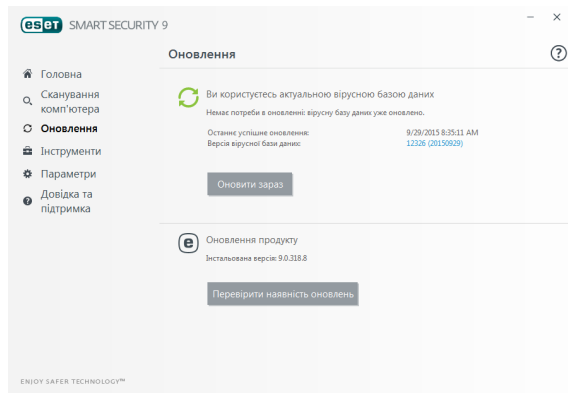 eset SMART SECURITY 9
Оновлення
Головна
Сканування
комп'ютера
Оновлення
Інструменти
Параметри
Довідка та
підтримка
Ви користуєтесь актуальною вірусною базою даних
Немає потреби в оновленні: вірусну базу даних уже оновлено.
Останнє успішне оновлення: 9/29/2015 8:35:11 AM
Версія вірусної бази даних: 12326 (20150929)
Оновити зараз
Оновлення продукту
Інстальована версія: 9.0.318.8
Перевірити наявність оновлень
ENJOY SAFER TECHNOLOGY™